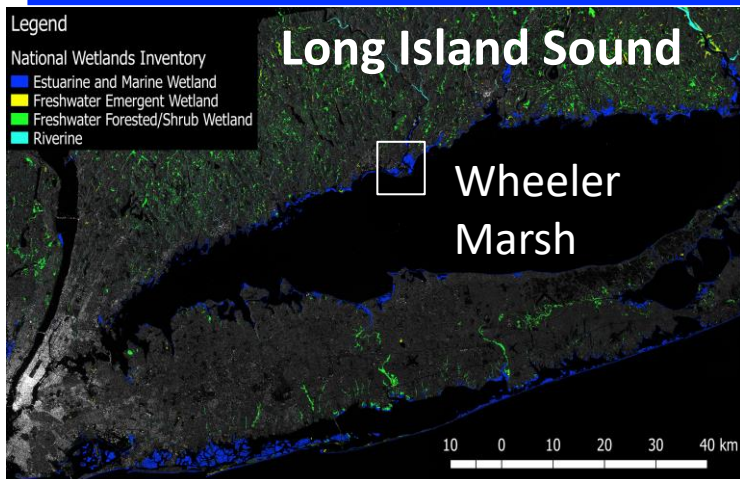 Legend
National Wetlands Inventory
Estuarine and Marine Wetland
Freshwater Emergent Wetland
Freshwater Forested/Shrub Wetland
Riverine
Long Island Sound
Wheeler
Marsh
10 0 10 20 30 40 km